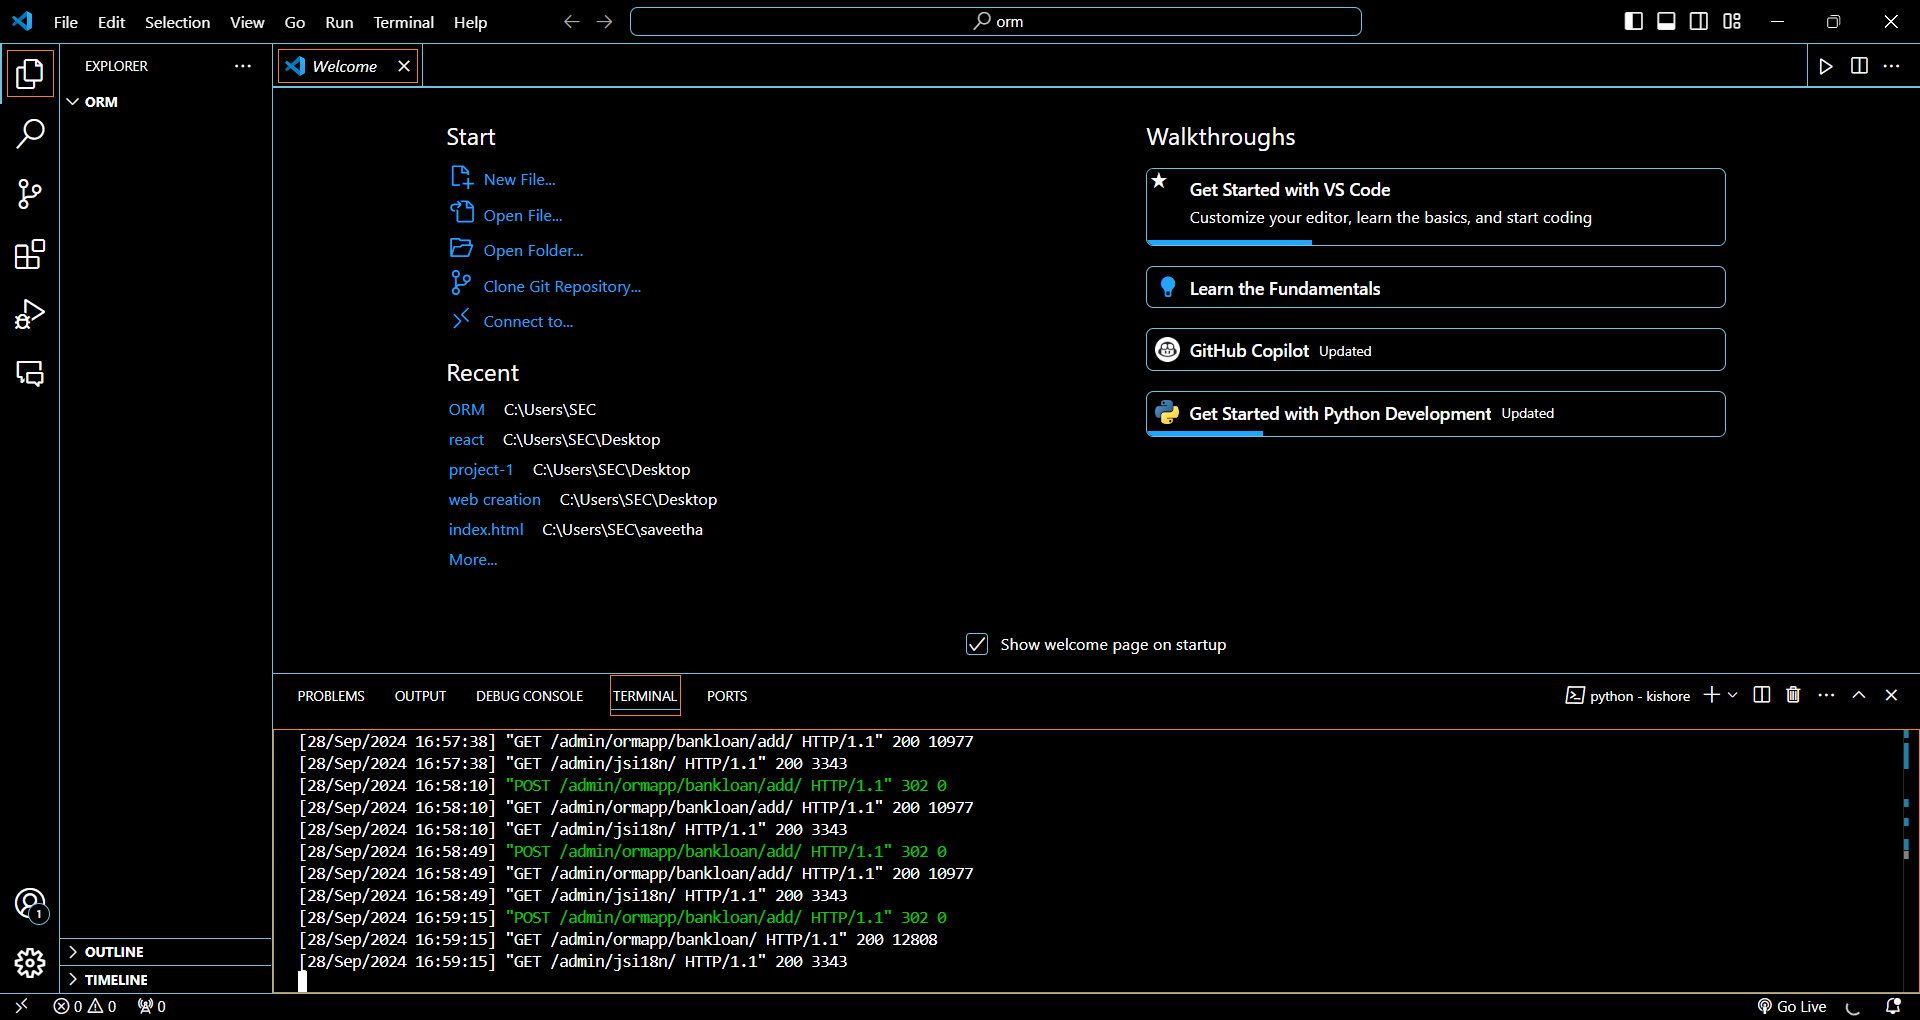 File Edit Selection View Go Run Terminal Help orm
EXPLORER
ORM
Welcome
Start
New File...
Open File...
Open Folder...
Clone Git Repository...
Connect to...
Recent
ORM C:\Users\SEC
react C:\Users\SEC\Desktop
project-1 C:\Users\SEC\Desktop
web creation C:\Users\SEC\Desktop
index.html C:\Users\SEC\saveetha
More...
Walkthroughs
Get Started with VS Code
Customize your editor, learn the basics, and start coding
Learn the Fundamentals
GitHub Copilot Updated
Get Started with Python Development Updated
Show welcome page on startup
PROBLEMS OUTPUT DEBUG CONSOLE TERMINAL PORTS python - kishore
[28/Sep/2024 16:57:38] "GET /admin/ormapp/bankloan/add/ HTTP/1.1" 200 10977
[28/Sep/2024 16:57:38] "GET /admin/jsi18n/ HTTP/1.1" 200 3343
[28/Sep/2024 16:58:10] "POST /admin/ormapp/bankloan/add/ HTTP/1.1" 302 0
[28/Sep/2024 16:58:10] "GET /admin/ormapp/bankloan/add/ HTTP/1.1" 200 10977
[28/Sep/2024 16:58:10] "GET /admin/jsi18n/ HTTP/1.1" 200 3343
[28/Sep/2024 16:58:49] "POST /admin/ormapp/bankloan/add/ HTTP/1.1" 302 0
[28/Sep/2024 16:58:49] "GET /admin/ormapp/bankloan/add/ HTTP/1.1" 200 10977
[28/Sep/2024 16:58:49] "GET /admin/jsi18n/ HTTP/1.1" 200 3343
[28/Sep/2024 16:59:15] "POST /admin/ormapp/bankloan/add/ HTTP/1.1" 302 0
[28/Sep/2024 16:59:15] "GET /admin/ormapp/bankloan/ HTTP/1.1" 200 12808
[28/Sep/2024 16:59:15] "GET /admin/jsi18n/ HTTP/1.1" 200 3343
1
OUTLINE
TIMELINE
0 0 0 Go Live